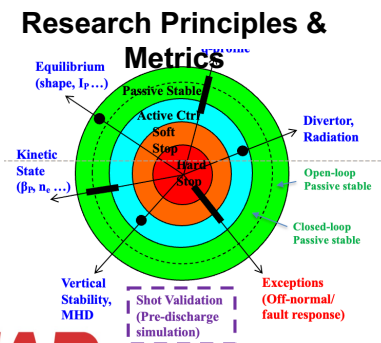 Research Principles &
Metrics
q-profile
Equilibrium
(shape, IP…)
Passive Stable
Active Ctrl
Soft
Stop
Hard
Stop
Divertor,
Radiation
Kinetic
State
(βP, ne …)
Open-loop
Passive stable
Closed-loop
Passive stable
Vertical
Stability,
MHD
Shot Validation
(Pre-discharge
simulation)
Exceptions
(Off-normal/
fault response)